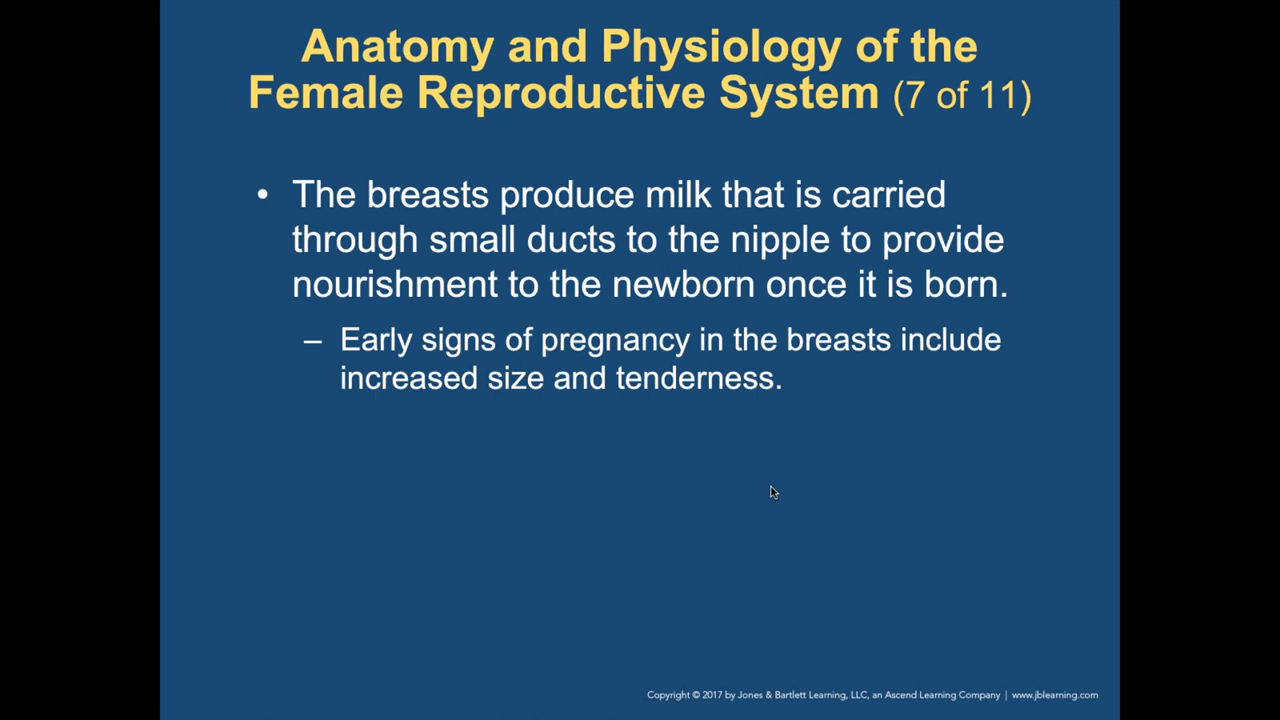 Anatomy and Physiology of the
Female Reproductive System (7 of 11)
• The breasts produce milk that is carried
through small ducts to the nipple to provide
nourishment to the newborn once it is born.
– Early signs of pregnancy in the breasts include
increased size and tenderness.
Copyright © 2017 by Jones & Bartlett Learning, LLC, an Ascend Learning Company | www.jblearning.com